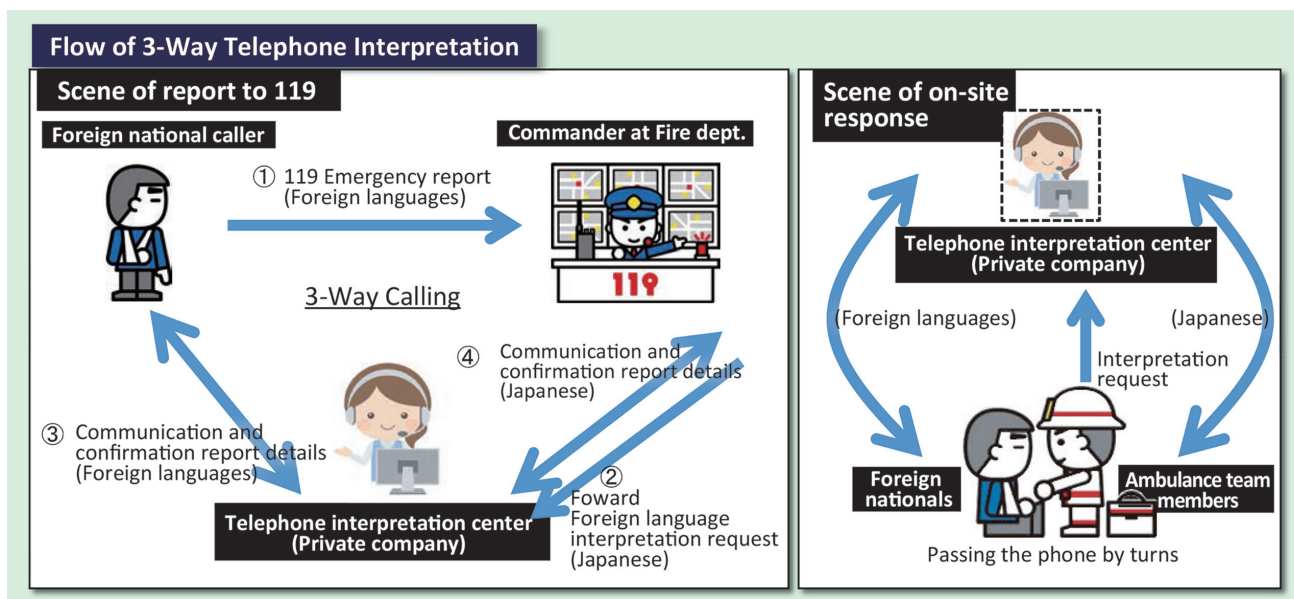 Flow of 3-Way Telephone Interpretation
Scene of report to 119
Foreign national caller
Commander at Fire dept.
① 119 Emergency report
(Foreign languages)
119
3-Way Calling
④ Communication and
confirmation report details
(Japanese)
③ Communication and
confirmation report details
(Foreign languages)
②
Foward
Foreign language
interpretation request
(Japanese)
Telephone interpretation center
(Private company)
Scene of on-site
response
Telephone interpretation center
(Private company)
(Foreign languages)
(Japanese)
Interpretation
request
Foreign
nationals
Ambulance team
members
Passing the phone by turns